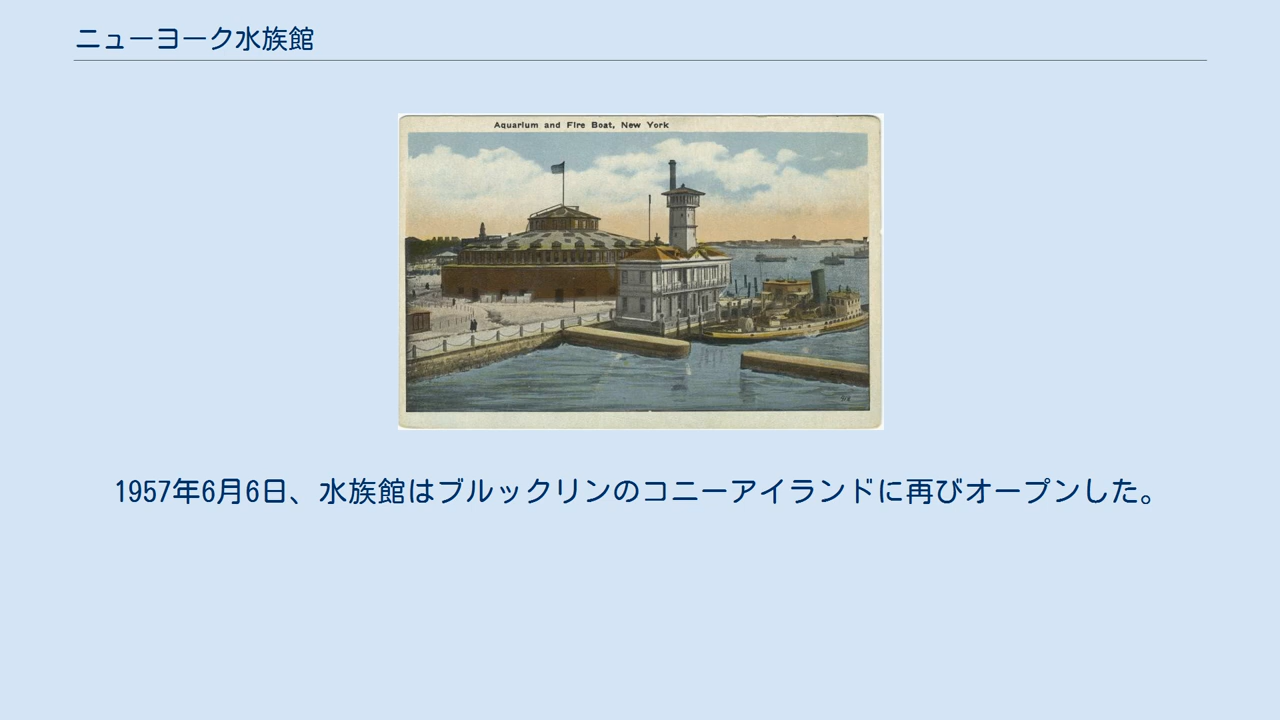 ニューヨーク水族館
Aquarium and Fire Boat, New York
1957年6月6日、水族館はブルックリンのコニーアイランドに再びオープンした。